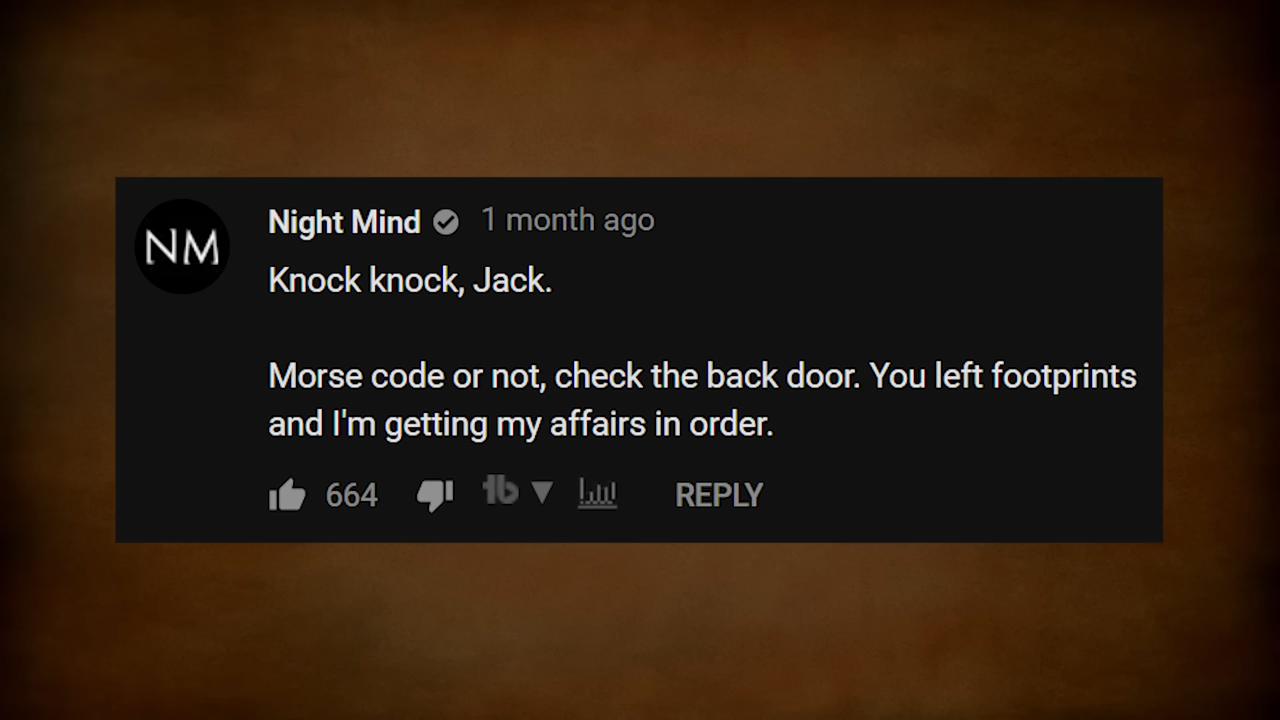 NM
Night Mind 1 month ago
Knock knock, Jack.
Morse code or not, check the back door. You left footprints
and I'm getting my affairs in order.
664 tb REPLY